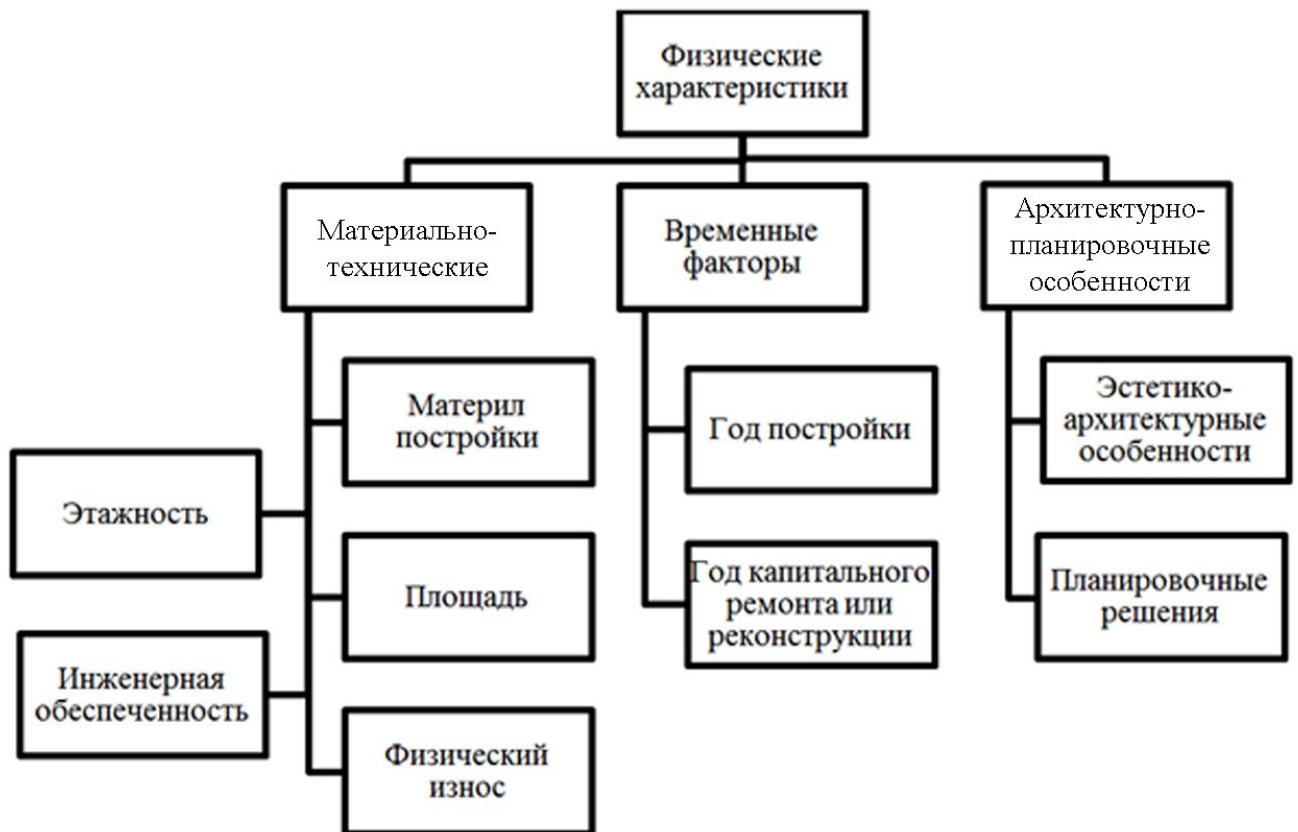 Физические
характеристики
Материально-
технические
Временные
факторы
Архитектурно-
планировочные
особенности
Материл
постройки
Этажность
Площадь
Инженерная
обеспеченность
Физический
износ
Год постройки
Год капитального
ремонта или
реконструкции
Эстетико-
архитектурные
особенности
Планировочные
решения